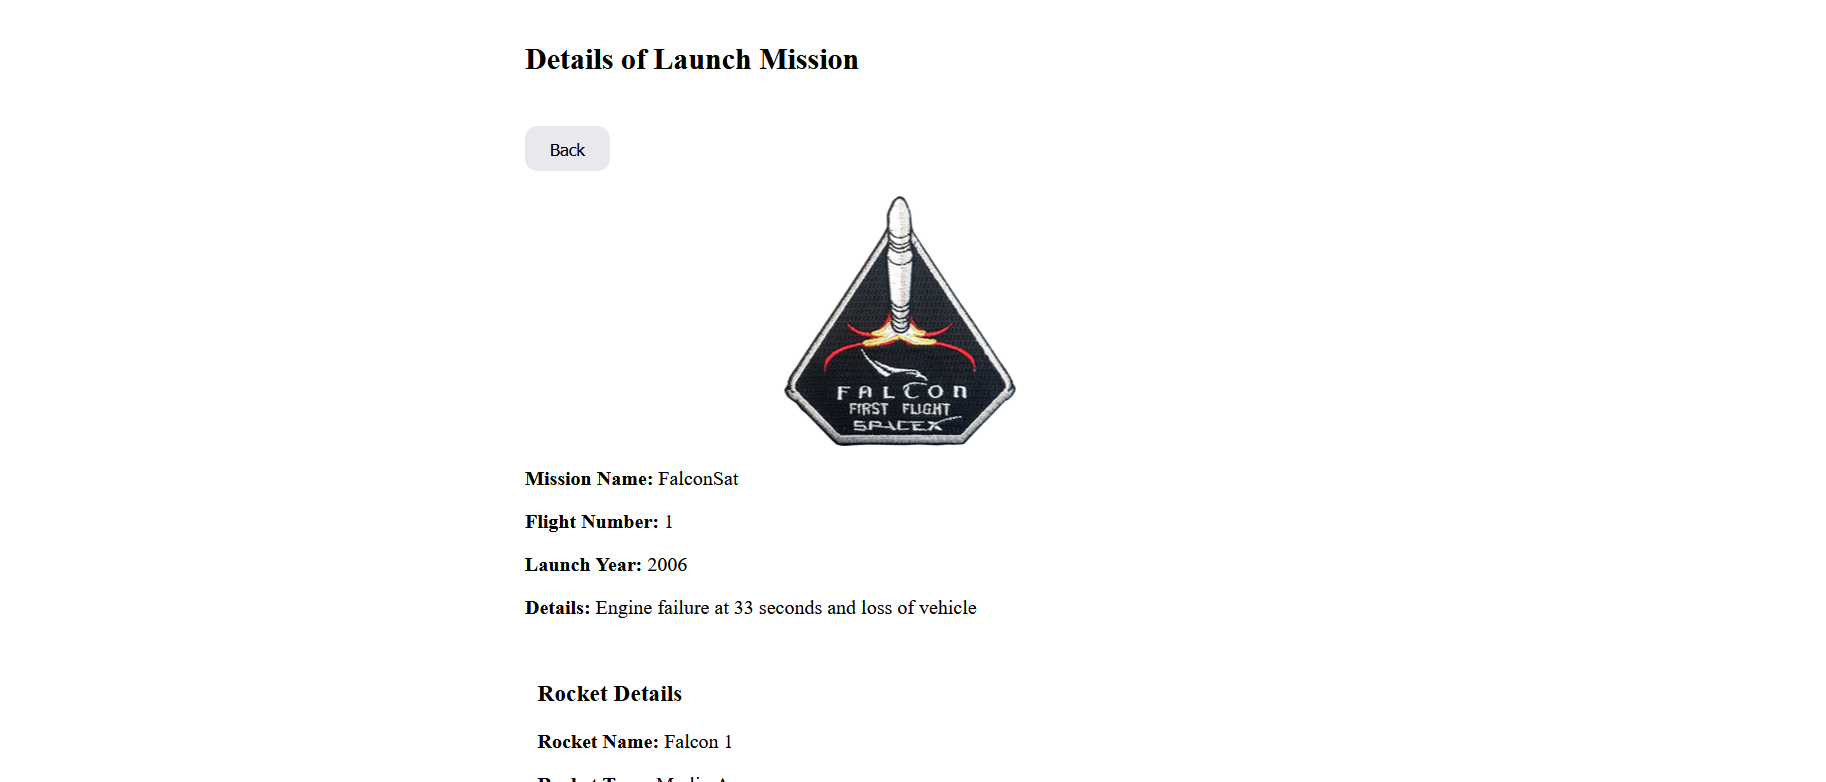 Details of Launch Mission
Back
FALCON
FIRST FLIGHT
SPACEX
Mission Name: FalconSat
Flight Number: 1
Launch Year: 2006
Details: Engine failure at 33 seconds and loss of vehicle
Rocket Details
Rocket Name: Falcon 1